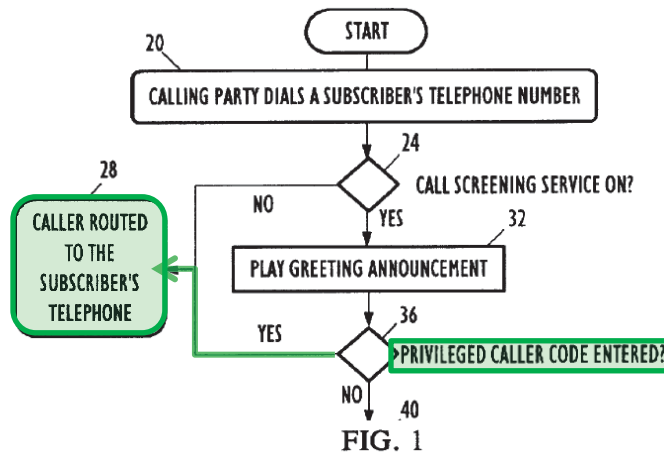 START
20
CALLING PARTY DIALS A SUBSCRIBER'S TELEPHONE NUMBER
24
CALL SCREENING SERVICE ON?
28
NO
YES
CALLER ROUTED
TO THE
SUBSCRIBER'S
TELEPHONE
32
PLAY GREETING ANNOUNCEMENT
36
YES
PRIVILEGED CALLER CODE ENTERED?
NO
40
FIG. 1